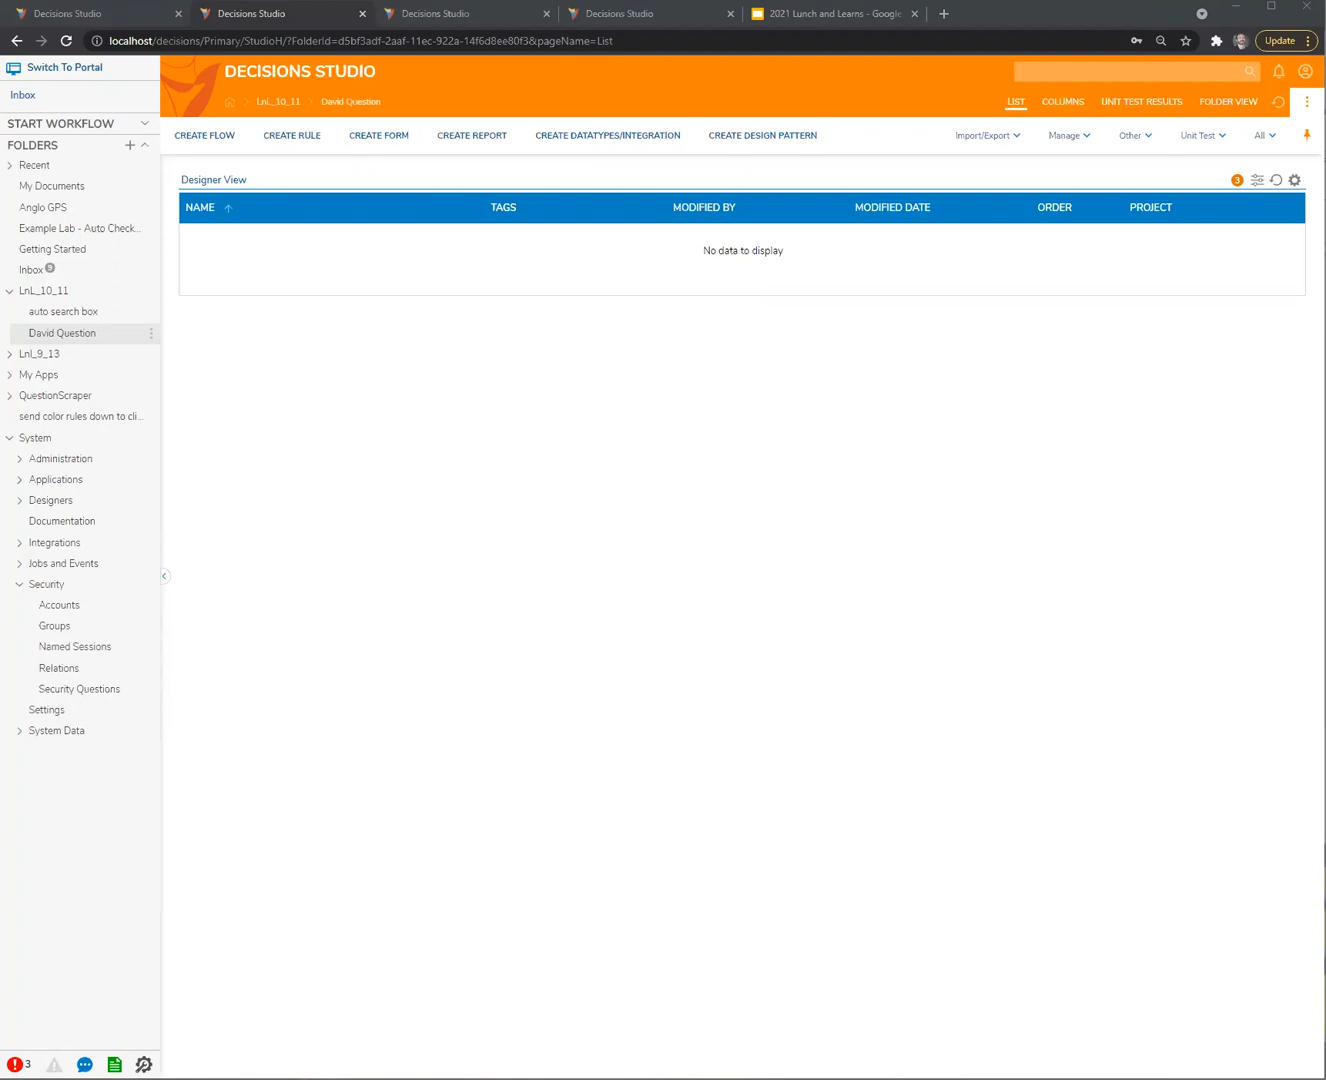 Decisions Studio
Decisions Studio
Decisions Studio
Decisions Studio
2021 Lunch and Learns - Google
localhost/decisions/Primary/StudioH/?FolderId=d5bf3adf-2aaf-11ec-922a-14f6d8ee80f3&pageName=List
Update
Switch To Portal
Inbox
START WORKFLOW
FOLDERS
Recent
My Documents
Anglo GPS
Example Lab - Auto Check...
Getting Started
Inbox 9
LnL_10_11
auto search box
David Question
Lnl_9_13
My Apps
QuestionScraper
send color rules down to cli...
System
Administration
Applications
Designers
Documentation
Integrations
Jobs and Events
Security
Accounts
Groups
Named Sessions
Relations
Security Questions
Settings
System Data
3
DECISIONS STUDIO
LnL_10_11 David Question
LIST COLUMNS UNIT TEST RESULTS FOLDER VIEW
CREATE FLOW CREATE RULE CREATE FORM CREATE REPORT CREATE DATATYPES/INTEGRATION CREATE DESIGN PATTERN Import/Export Manage Other Unit Test All
Designer View
3
NAME TAGS MODIFIED BY MODIFIED DATE ORDER PROJECT
No data to display